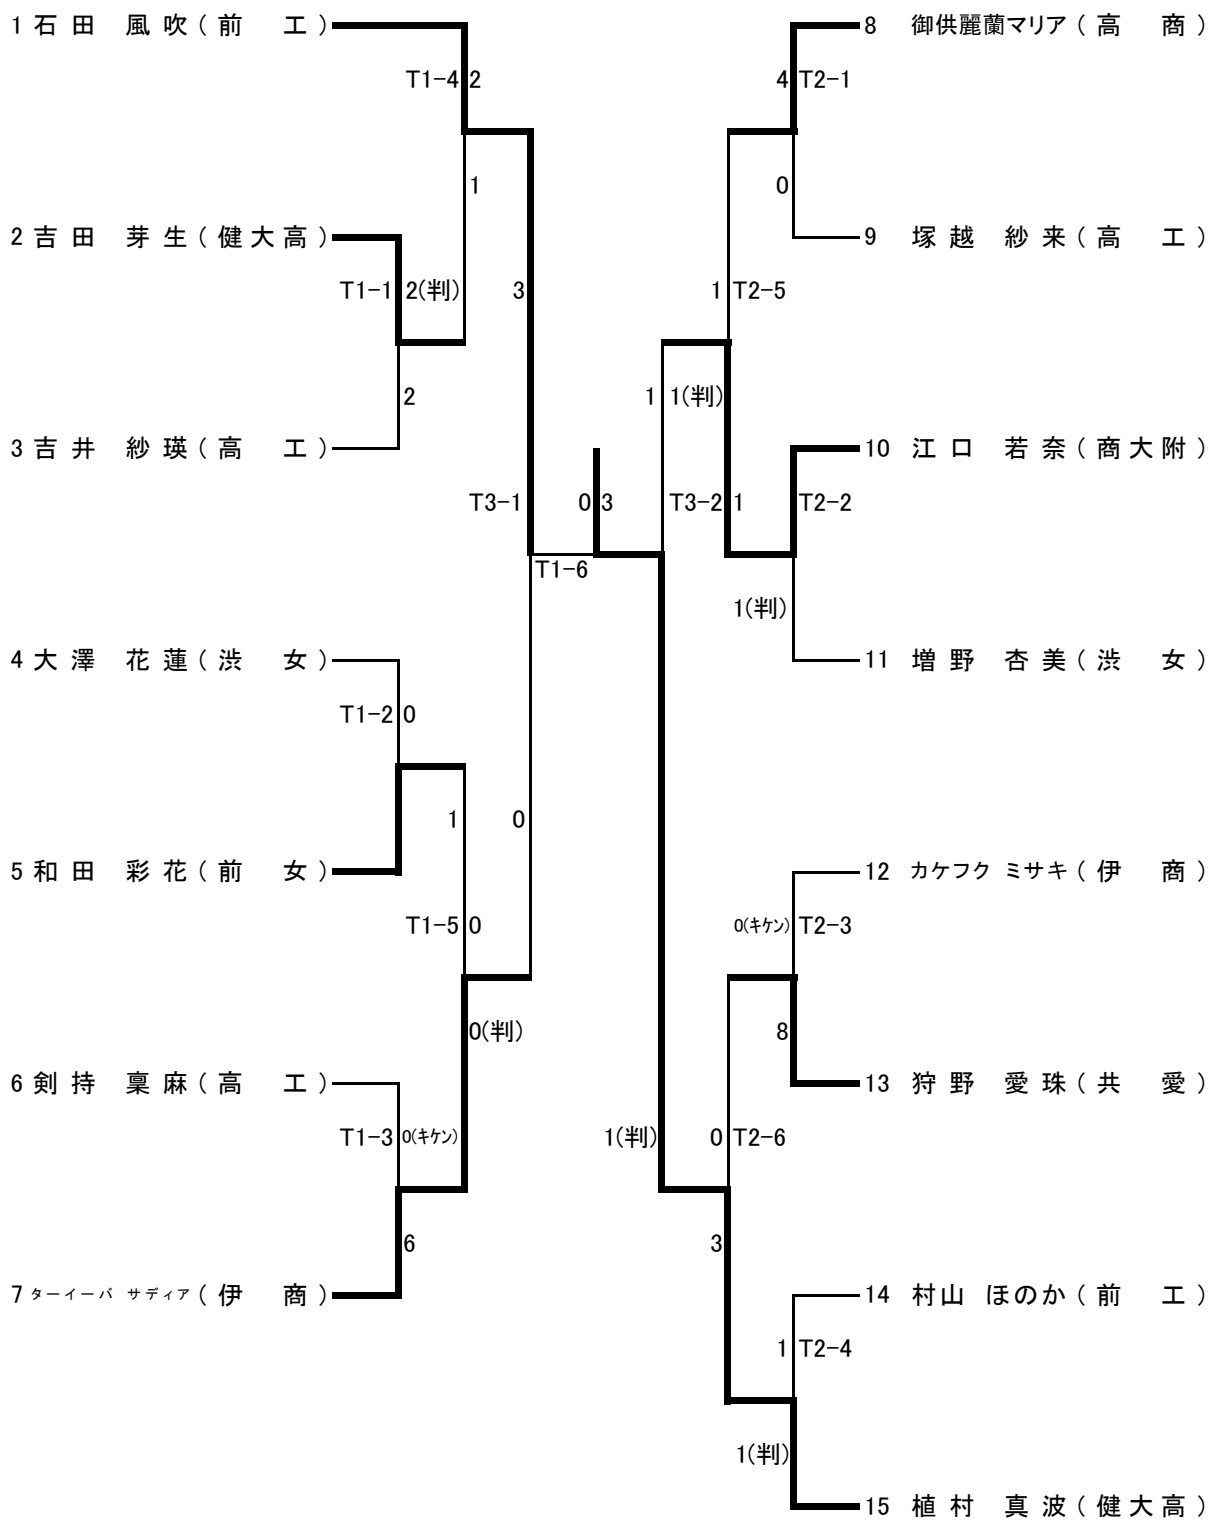 1 石田 風吹(前 工)
8 御供麗蘭マリア(高 商)
T1-4 2
4 T2-1
1
0
2 吉田 芽生(健大高)
9 塚越 紗来(高 工)
T1-1 2(判)
3
1 T2-5
2
1 1(判)
3 吉井 紗瑛(高 工)
10 江口 若奈(商大附)
T3-1
0 3
T3-2 1
T2-2
T1-6
1(判)
4 大澤 花蓮(渋 女)
11 増野 杏美(渋 女)
T1-2 0
1
0
5 和田 彩花(前 女)
12 カケフク ミサキ(伊 商)
T1-5 0
0(キケン) T2-3
0(判)
8
6 剣持 稟麻(高 工)
13 狩野 愛珠(共 愛)
T1-3 0(キケン)
1(判)
0 T2-6
6
3
7 ターイーバ サディア(伊 商)
14 村山 ほのか(前 工)
1 T2-4
1(判)
15 植村 真波(健大高)